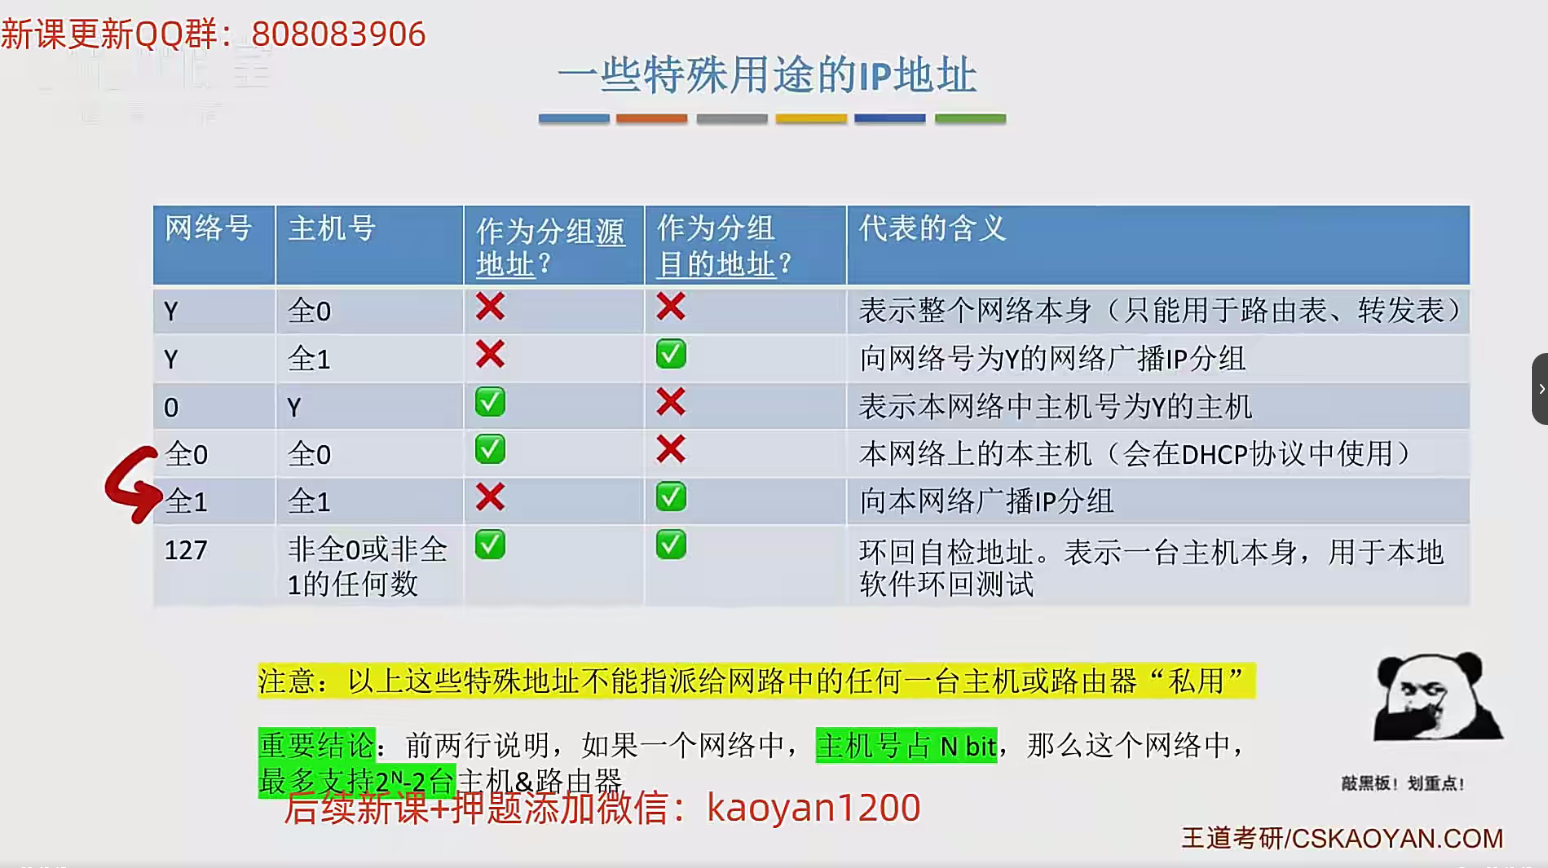 新课更新QQ群：808083906
一些特殊用途的IP地址
网络号 主机号 作为分组源地址？ 作为分组目的地址？ 代表的含义
Y 全0 ❌ ❌ 表示整个网络本身（只能用于路由表、转发表）
Y 全1 ❌ ✅ 向网络号为Y的网络广播IP分组
0 Y ✅ ❌ 表示本网络中主机号为Y的主机
全0 全0 ✅ ❌ 本网络上的本主机（会在DHCP协议中使用）
全1 全1 ❌ ✅ 向本网络广播IP分组
127 非全0或非全1的任何数 ✅ ✅ 环回自检地址。表示一台主机本身，用于本地软件环回测试
注意：以上这些特殊地址不能指派给网路中的任何一台主机或路由器“私用”
重要结论：前两行说明，如果一个网络中，主机号占 N bit，那么这个网络中，
最多支持2ᴺ-2台主机&路由器
敲黑板！划重点！
后续新课+押题添加微信：kaoyan1200
王道考研/CSKAOYAN.COM